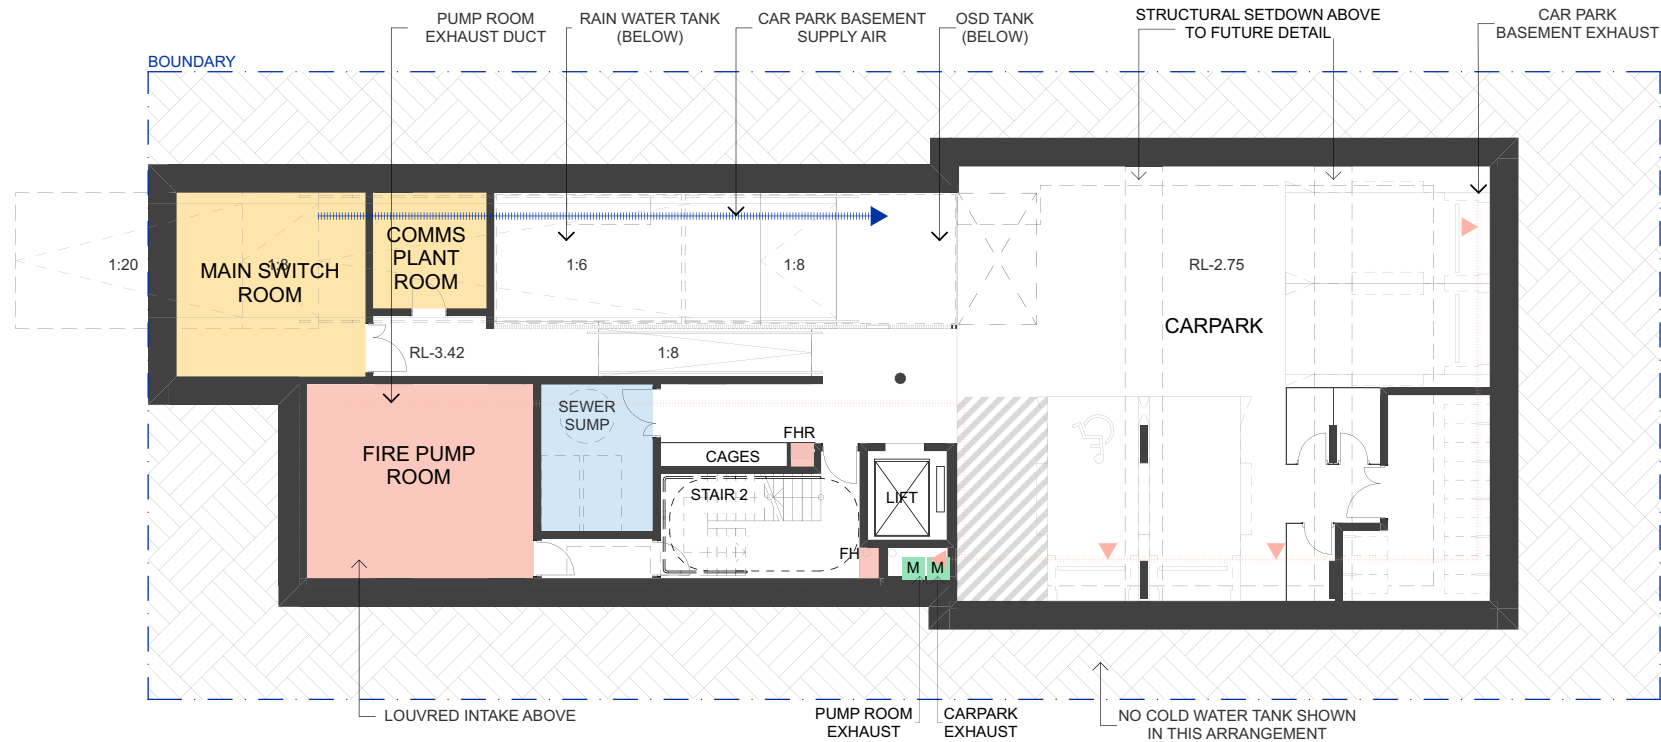 PUMP ROOM
EXHAUST DUCT
RAIN WATER TANK
(BELOW)
CAR PARK BASEMENT
SUPPLY AIR
OSD TANK
(BELOW)
STRUCTURAL SETDOWN ABOVE
TO FUTURE DETAIL
CAR PARK
BASEMENT EXHAUST
BOUNDARY
1:20
MAIN SWITCH
ROOM
1:8
COMMS
PLANT
ROOM
1:6
1:8
RL-2.75
CARPARK
RL-3.42
1:8
FIRE PUMP
ROOM
SEWER
SUMP
FHR
CAGES
STAIR 2
LIFT
FH
M
M
LOUVRED INTAKE ABOVE
PUMP ROOM
EXHAUST
CARPARK
EXHAUST
NO COLD WATER TANK SHOWN
IN THIS ARRANGEMENT